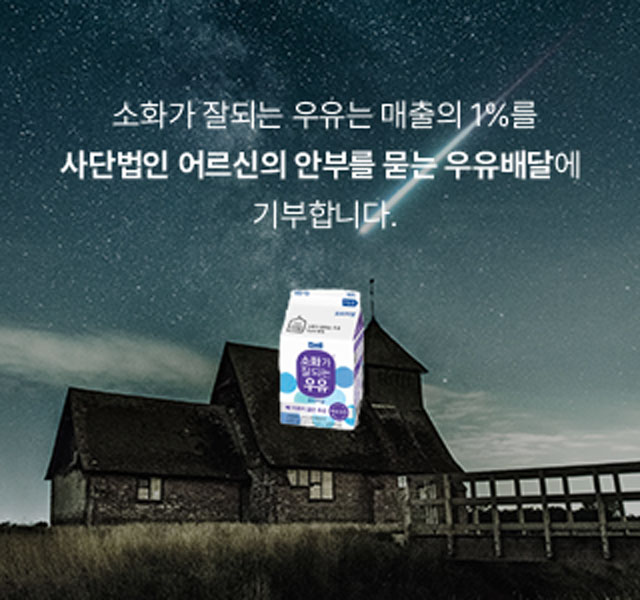 소화가 잘되는 우유는 매출의 1%를
사단법인 어르신의 안부를 묻는 우유배달에
기부합니다.
소화가
잘되는
우유